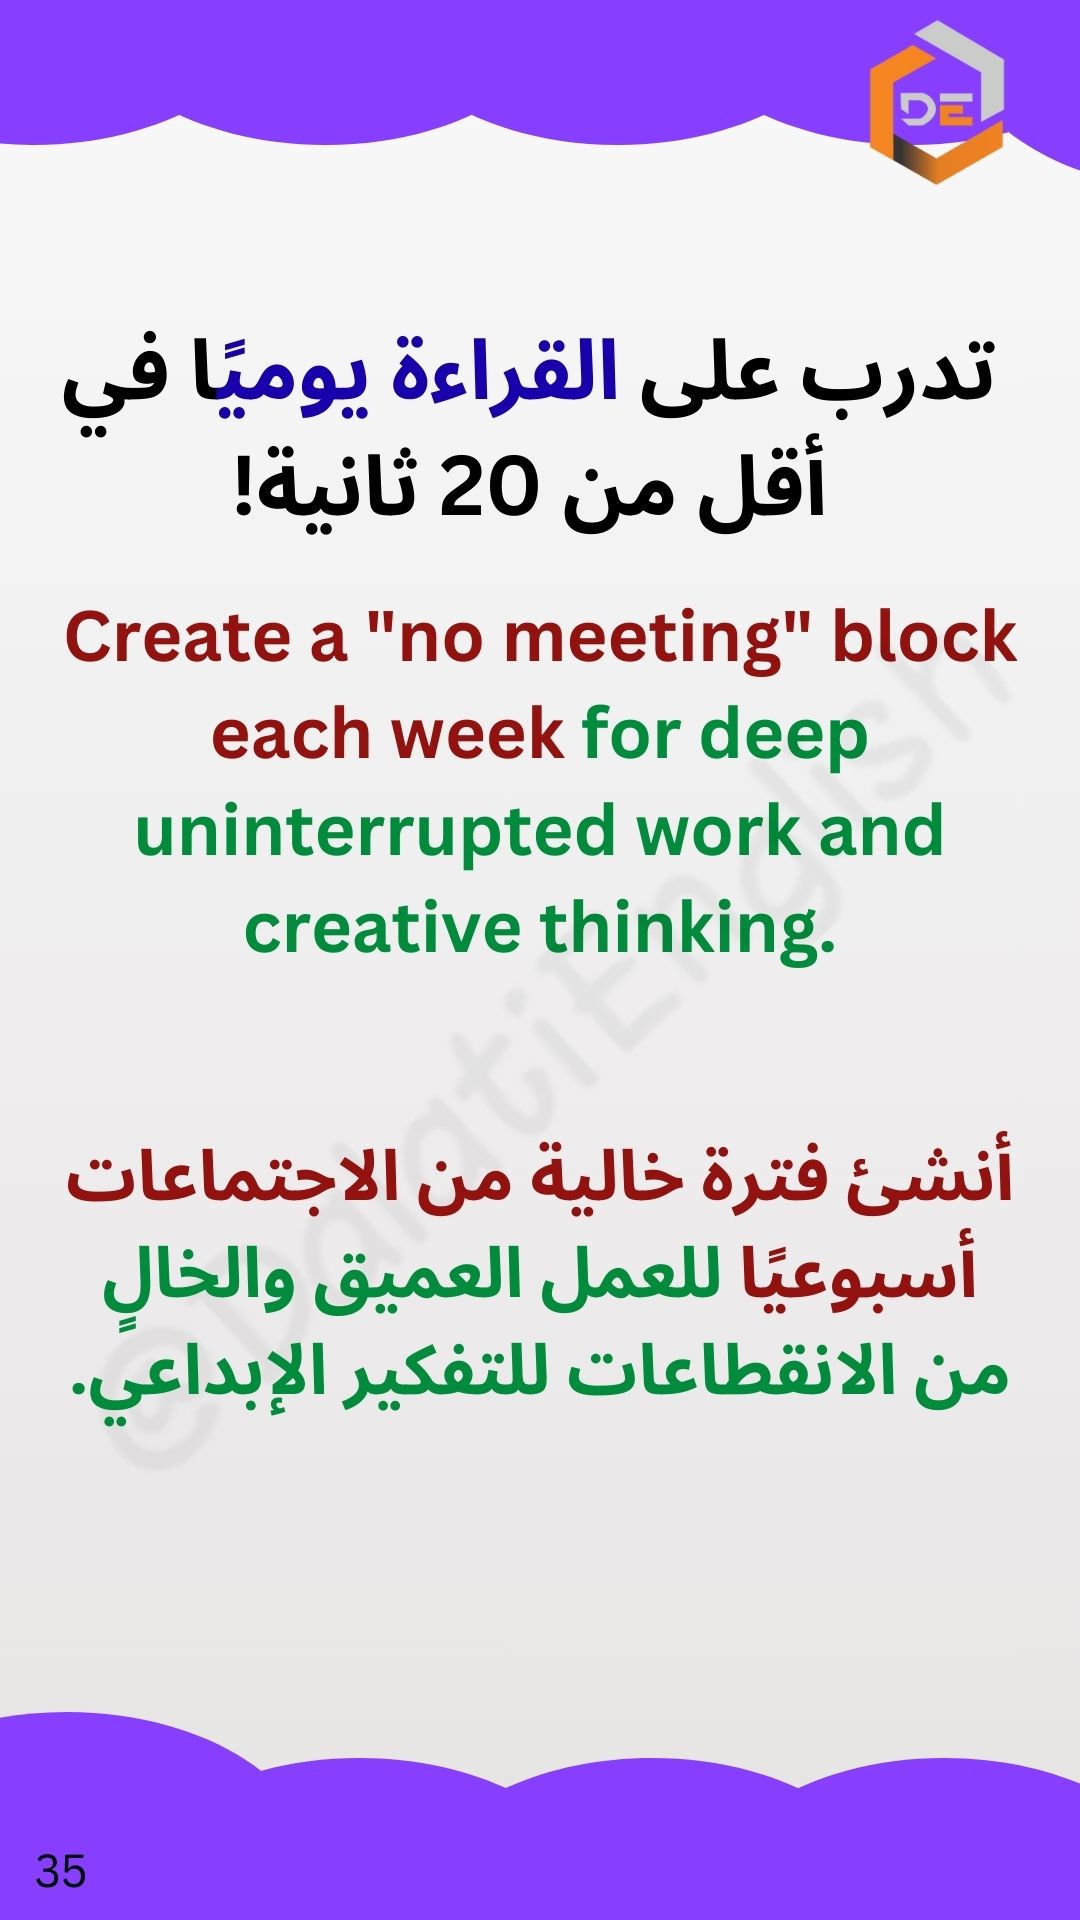 DE
تدرب على القراءة يوميًا في
أقل من 20 ثانية!
Create a "no meeting" block
each week for deep
uninterrupted work and
creative thinking.
@DalatiEnglish
أنشئ فترة خالية من الاجتماعات
أسبوعيًا للعمل العميق والخالٍ
من الانقطاعات للتفكير الإبداعي.
35